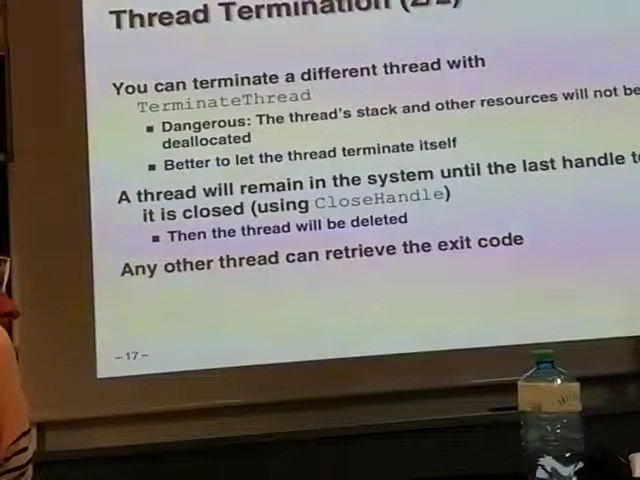 Thread Termination
You can terminate a different thread with
TerminateThread
▪ Dangerous: The thread's stack and other resources will not be
deallocated
▪ Better to let the thread terminate itself
A thread will remain in the system until the last handle
it is closed (using CloseHandle)
▪ Then the thread will be deleted
Any other thread can retrieve the exit code
– 17 –